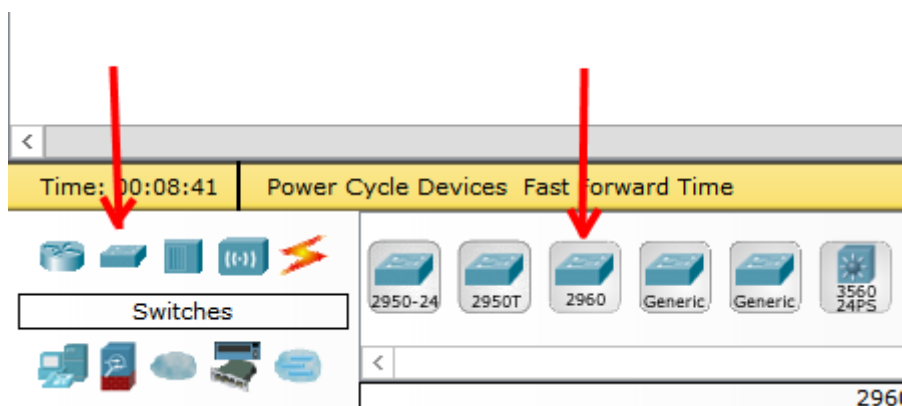 <
Time: 00:08:41 Power Cycle Devices Fast Forward Time
Switches
2950-24 2950T 2960 Generic Generic 3560
24PS
<
2960